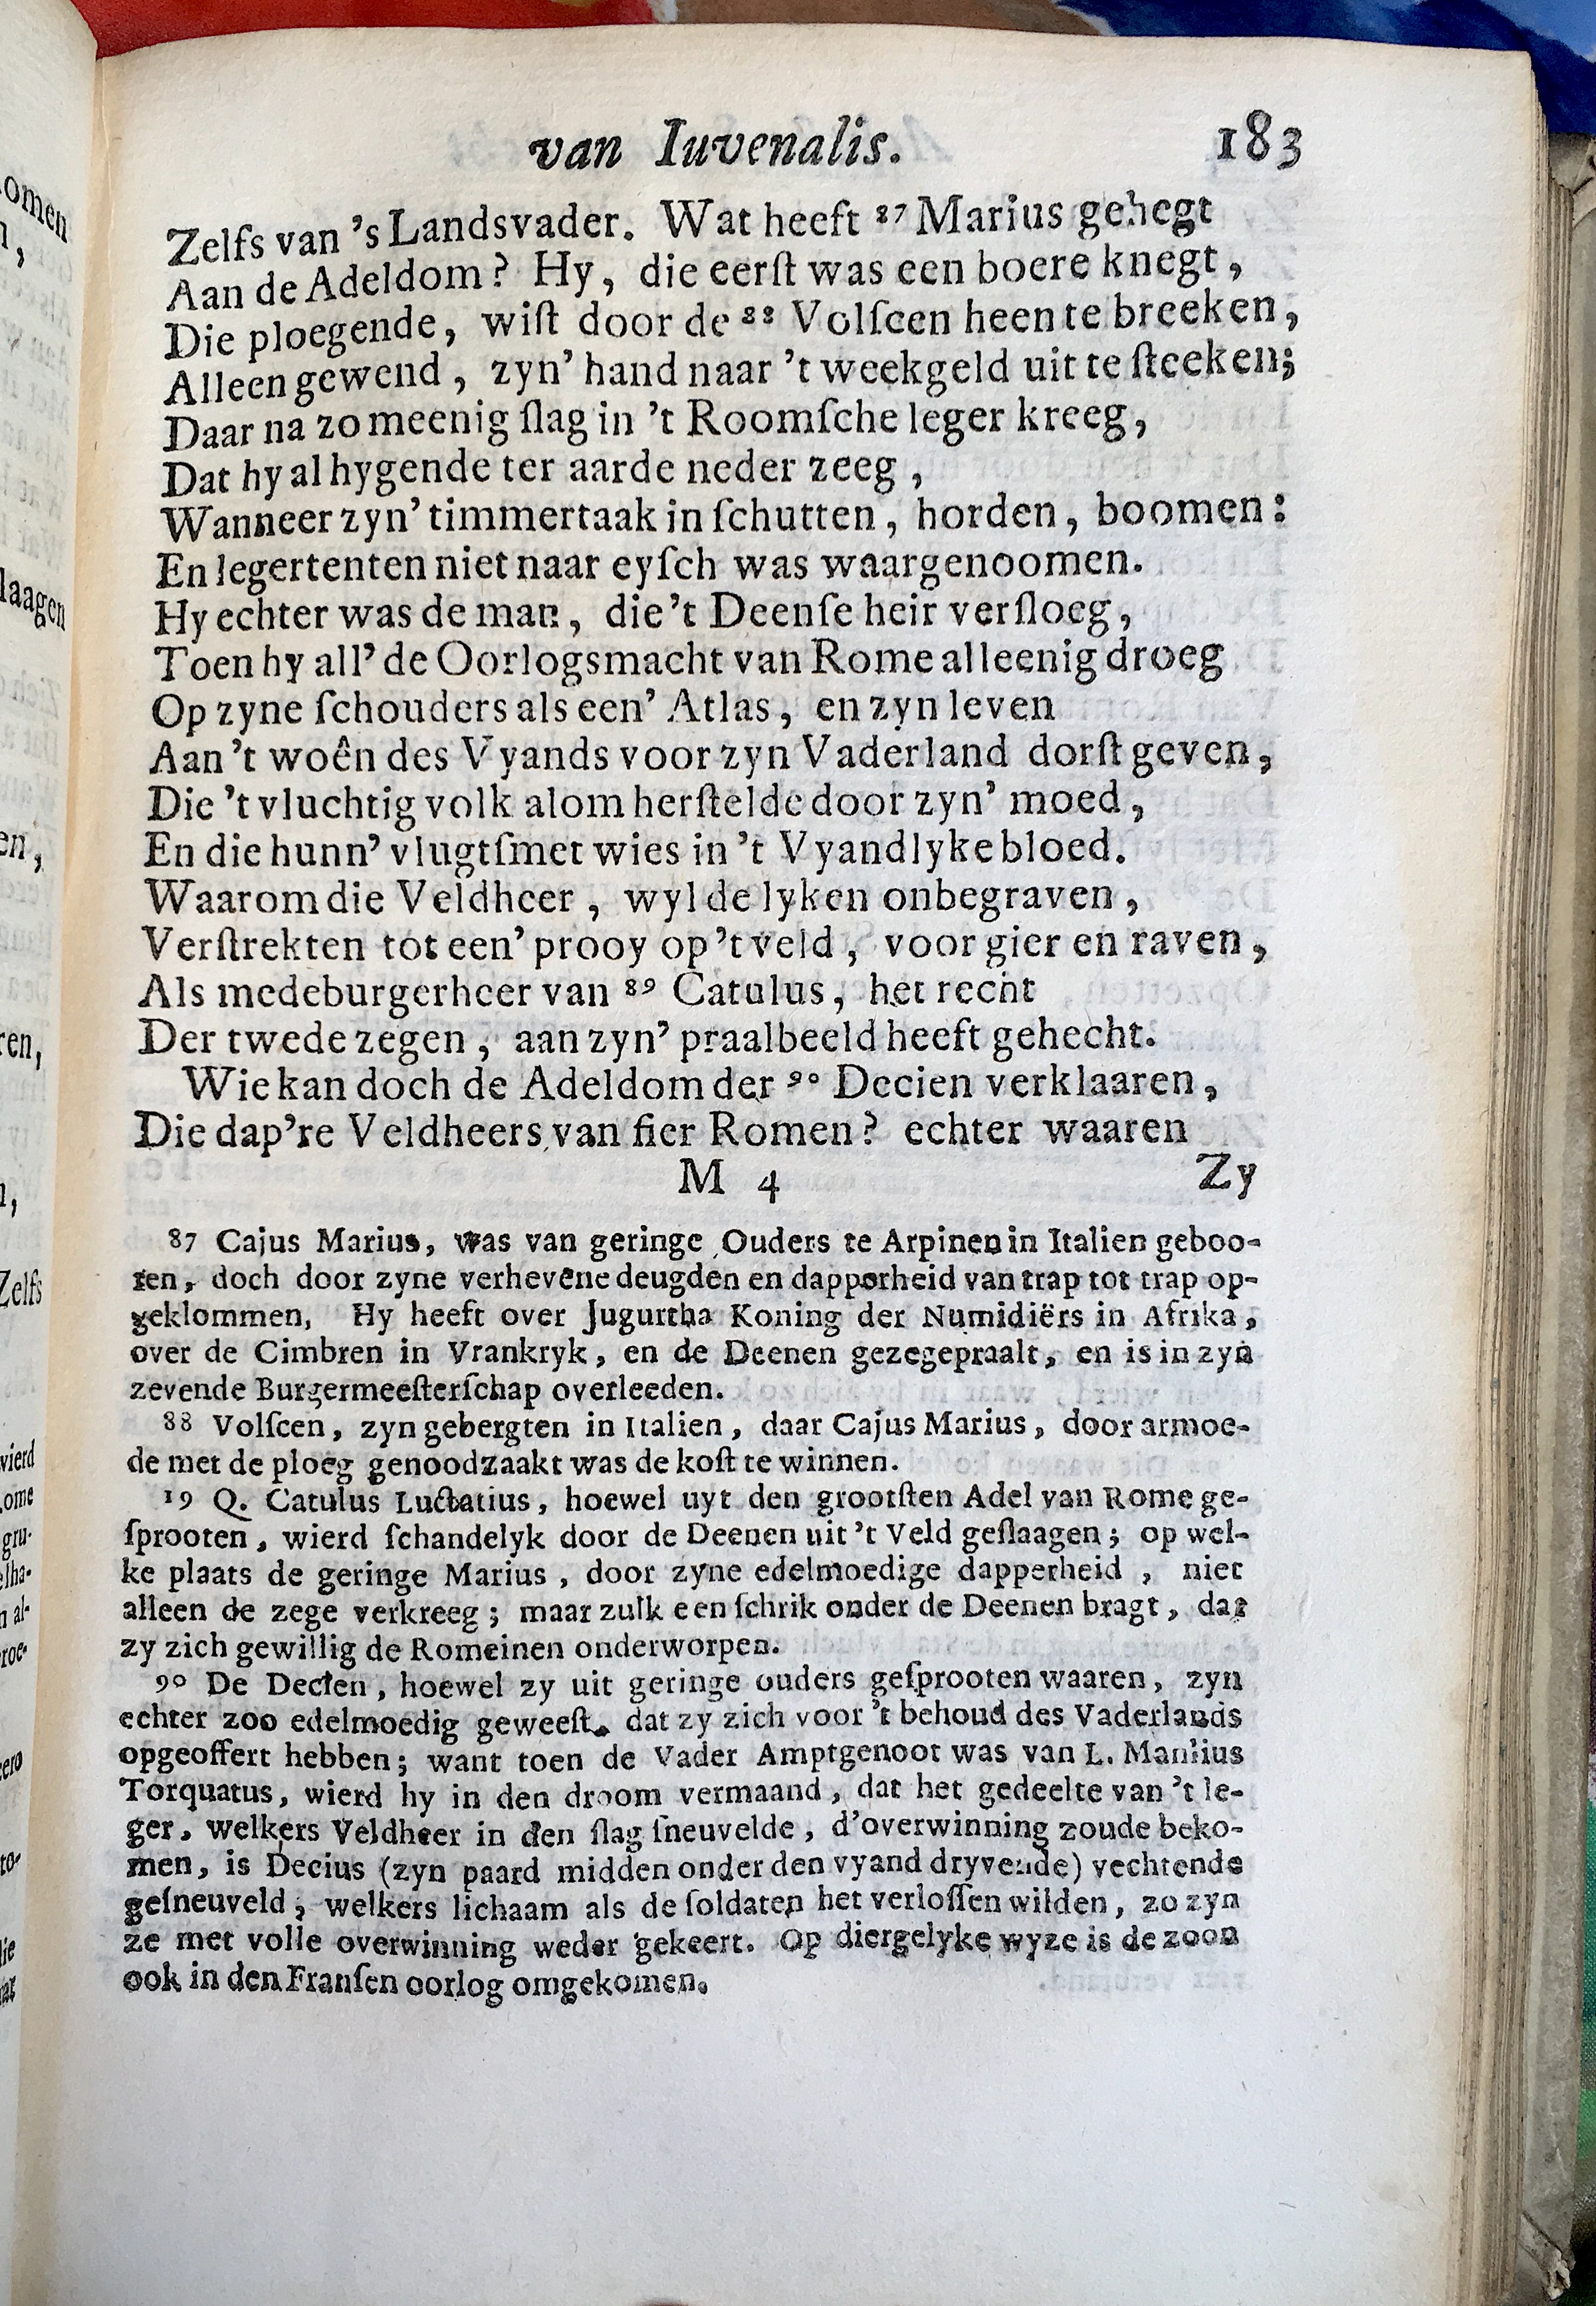 van Iuvenalis. 183
Zelfs van 's Landsvader. Wat heeft 87 Marius gehegt
Aan de Adeldom? Hy, die eerſt was een boere knegt,
Die ploegende, wiſt door de 88 Volſcen heen te breeken,
Alleen gewend, zyn' hand naar 't weekgeld uit te ſteeken;
Daar na zo meenig ſlag in 't Roomſche leger kreeg,
Dat hy al hygende ter aarde neder zeeg,
Wanneer zyn' timmertaak in ſchutten, horden, boomen:
En legertenten niet naar eyſch was waargenoomen.
Hy echter was de man, die 't Deenſe heir verſloeg,
Toen hy all' de Oorlogsmacht van Rome alleenig droeg
Op zyne ſchouders als een' Atlas, en zyn leven
Aan 't woên des Vyands voor zyn Vaderland dorſt geven,
Die 't vluchtig volk alom herſtelde door zyn' moed,
En die hunn' vlugtſmet wies in 't Vyandlyke bloed.
Waarom die Veldheer, wyl de lyken onbegraven,
Verſtrekten tot een' prooy op 't veld, voor gier en raven,
Als medeburgerheer van 89 Catulus, het recht
Der twede zegen, aan zyn' praalbeeld heeft gehecht.
Wie kan doch de Adeldom der 90 Decien verklaaren,
Die dap're Veldheers van fier Romen? echter waaren
M 4 Zy
87 Cajus Marius, was van geringe Ouders te Arpinen in Italien geboo-
ren, doch door zyne verhevene deugden en dapperheid van trap tot trap op-
geklommen, Hy heeft over Jugurtha Koning der Numidiërs in Afrika,
over de Cimbren in Vrankryk, en de Deenen gezegepraalt, en is in zyn
zevende Burgermeeſterſchap overleeden.
88 Volſcen, zyn gebergten in Italien, daar Cajus Marius, door armoe-
de met de ploeg genoodzaakt was de koſt te winnen.
19 Q. Catulus Luctatius, hoewel uyt den grootſten Adel van Rome ge-
ſprooten, wierd ſchandelyk door de Deenen uit 't Veld geſlaagen; op wel-
ke plaats de geringe Marius, door zyne edelmoedige dapperheid, niet
alleen de zege verkreeg; maar zulk een ſchrik onder de Deenen bragt, dat
zy zich gewillig de Romeinen onderworpen.
90 De Decien, hoewel zy uit geringe ouders geſprooten waaren, zyn
echter zoo edelmoedig geweeſt, dat zy zich voor 't behoud des Vaderlands
opgeoffert hebben; want toen de Vader Amptgenoot was van L. Manlius
Torquatus, wierd hy in den droom vermaand, dat het gedeelte van 't le-
ger, welkers Veldheer in den ſlag ſneuvelde, d'overwinning zoude beko-
men, is Decius (zyn paard midden onder den vyand dryvende) vechtende
geſneuveld; welkers lichaam als de ſoldaten het verloſſen wilden, zo zyn
ze met volle overwinning weder gekeert. Op diergelyke wyze is de zoon
ook in den Franſen oorlog omgekomen.